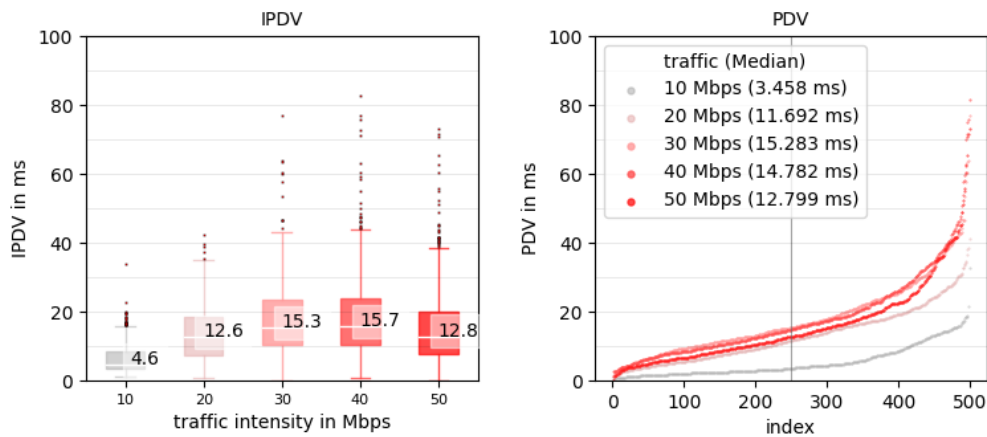 IPDV
100
80
60
40
20
0
IPDV in ms
4.6
12.6
15.3
15.7
12.8
10
20
30
40
50
traffic intensity in Mbps
PDV
100
80
60
40
20
0
PDV in ms
traffic (Median)
10 Mbps (3.458 ms)
20 Mbps (11.692 ms)
30 Mbps (15.283 ms)
40 Mbps (14.782 ms)
50 Mbps (12.799 ms)
0
100
200
300
400
500
index